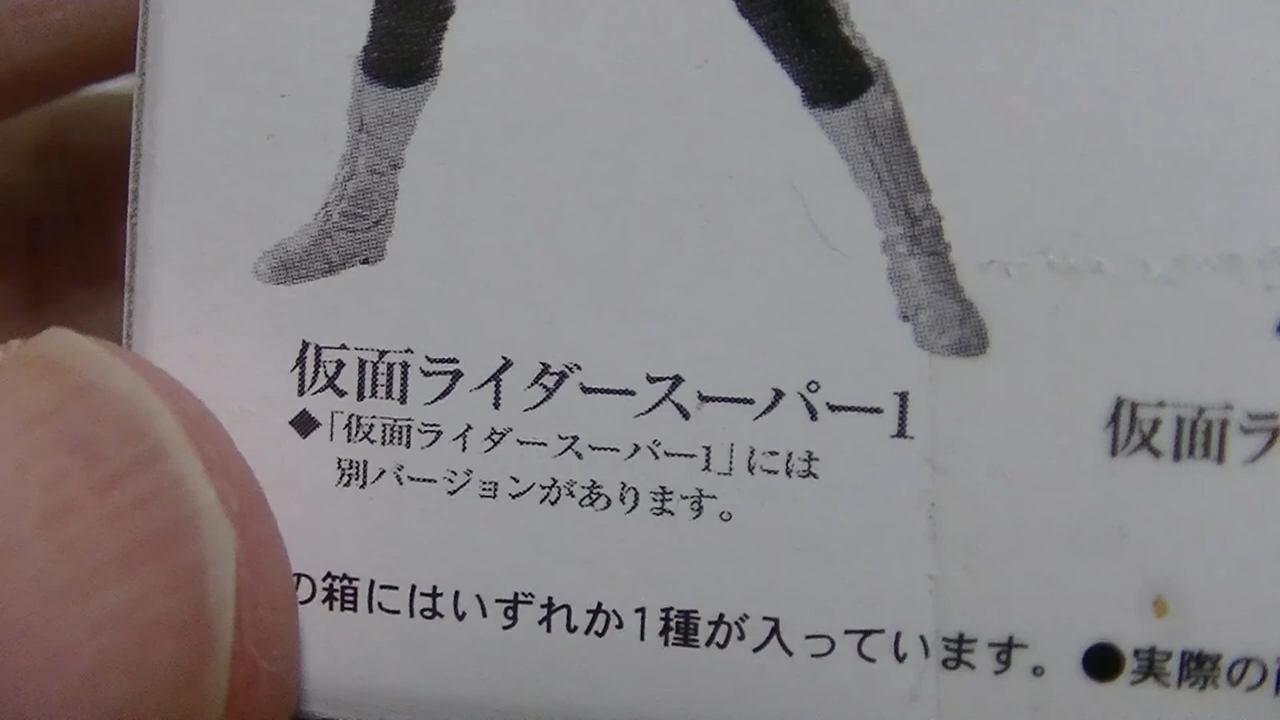 仮面ライダースーパー1
◆「仮面ライダースーパー1」には
別バージョンがあります。
仮面ラ
の箱にはいずれか1種が入っています。 ●実際の